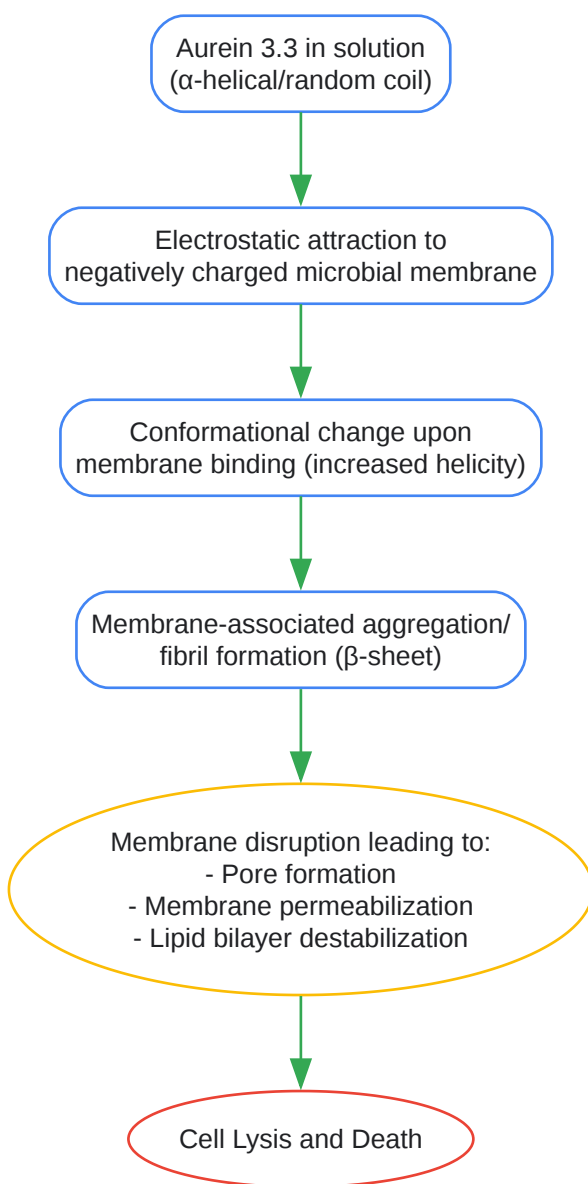 Aurein 3.3 in solution
(α-helical/random coil)
Electrostatic attraction to
negatively charged microbial membrane
Conformational change upon
membrane binding (increased helicity)
Membrane-associated aggregation/
fibril formation (β-sheet)
Membrane disruption leading to:
- Pore formation
- Membrane permeabilization
- Lipid bilayer destabilization
Cell Lysis and Death